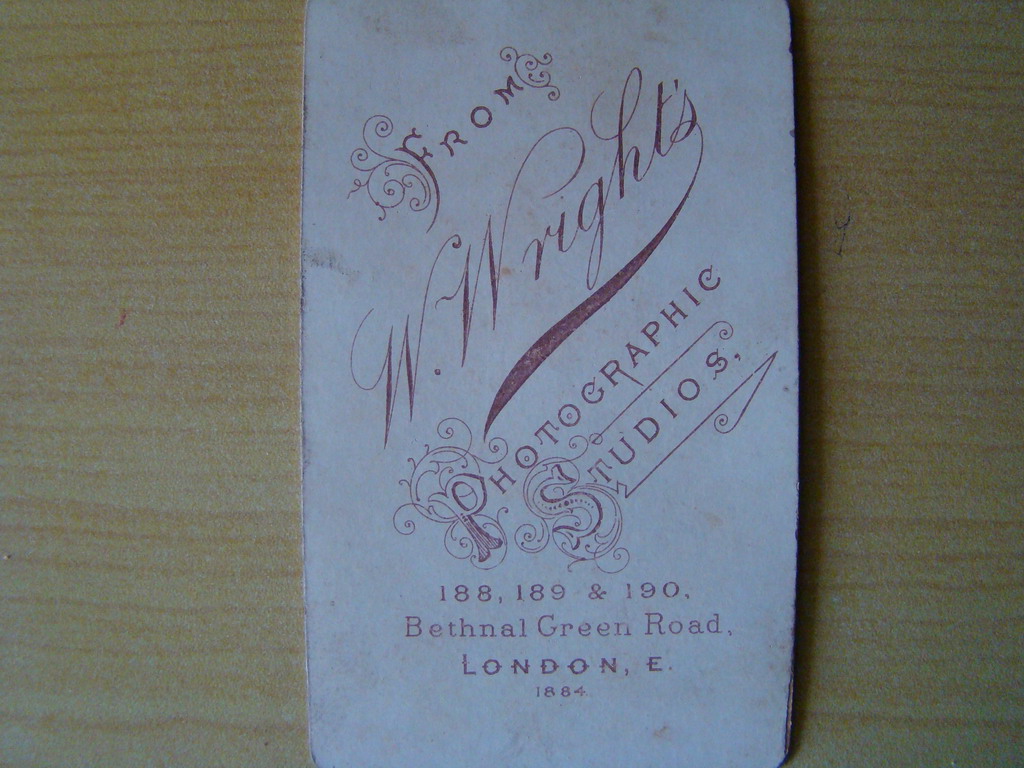 FROM
W. Wright's
PHOTOGRAPHIC
STUDIOS,
188, 189 & 190,
Bethnal Green Road,
LONDON, E.
1884.